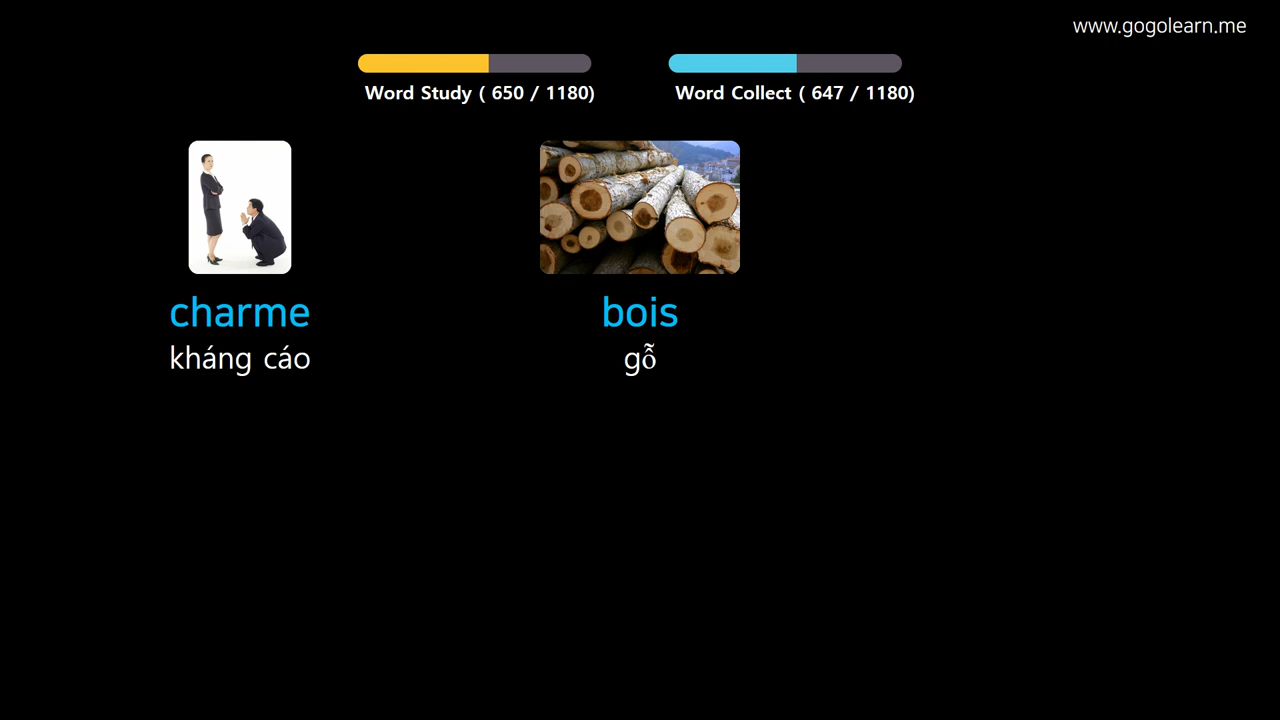 www.gogolearn.me
Word Study ( 650 / 1180)
Word Collect ( 647 / 1180)
charme
kháng cáo
bois
gỗ